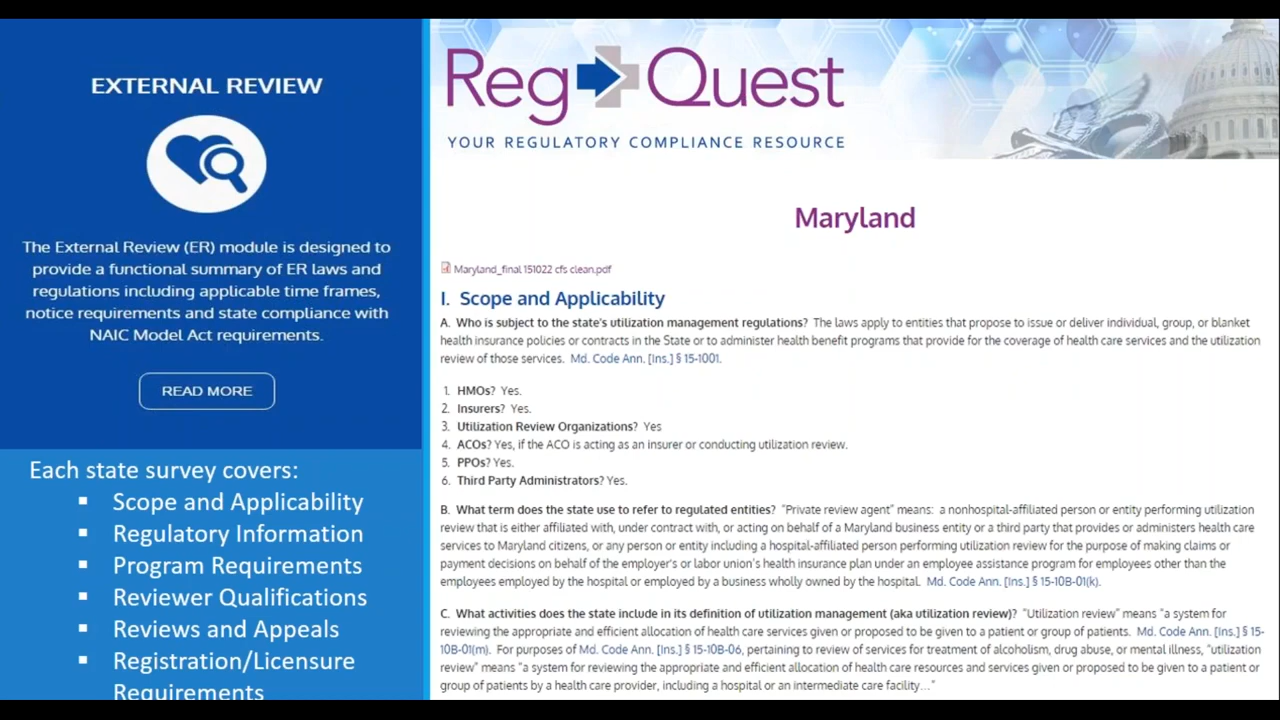 EXTERNAL REVIEW
The External Review (ER) module is designed to
provide a functional summary of ER laws and
regulations including applicable time frames,
notice requirements and state compliance with
NAIC Model Act requirements.
READ MORE
Each state survey covers:
▪ Scope and Applicability
▪ Regulatory Information
▪ Program Requirements
▪ Reviewer Qualifications
▪ Reviews and Appeals
▪ Registration/Licensure
Requirements
Reg Quest
YOUR REGULATORY COMPLIANCE RESOURCE
Maryland
Maryland_final 151022 cfs clean.pdf
I. Scope and Applicability
A. Who is subject to the state's utilization management regulations? The laws apply to entities that propose to issue or deliver individual, group, or blanket
health insurance policies or contracts in the State or to administer health benefit programs that provide for the coverage of health care services and the utilization
review of those services. Md. Code Ann. [Ins.] § 15-1001.
1. HMOs? Yes.
2. Insurers? Yes.
3. Utilization Review Organizations? Yes
4. ACOs? Yes, if the ACO is acting as an insurer or conducting utilization review.
5. PPOs? Yes.
6. Third Party Administrators? Yes.
B. What term does the state use to refer to regulated entities? "Private review agent" means: a nonhospital-affiliated person or entity performing utilization
review that is either affiliated with, under contract with, or acting on behalf of a Maryland business entity or a third party that provides or administers health care
services to Maryland citizens, or any person or entity including a hospital-affiliated person performing utilization review for the purpose of making claims or
payment decisions on behalf of the employer's or labor union's health insurance plan under an employee assistance program for employees other than the
employees employed by the hospital or employed by a business wholly owned by the hospital. Md. Code Ann. [Ins.] § 15-10B-01(k).
C. What activities does the state include in its definition of utilization management (aka utilization review)? "Utilization review" means "a system for
reviewing the appropriate and efficient allocation of health care services given or proposed to be given to a patient or group of patients. Md. Code Ann. [Ins.] § 15-
10B-01(m). For purposes of Md. Code Ann. [Ins.] § 15-10B-06, pertaining to review of services for treatment of alcoholism, drug abuse, or mental illness, "utilization
review" means "a system for reviewing the appropriate and efficient allocation of health care resources and services given or proposed to be given to a patient or
group of patients by a health care provider, including a hospital or an intermediate care facility..."